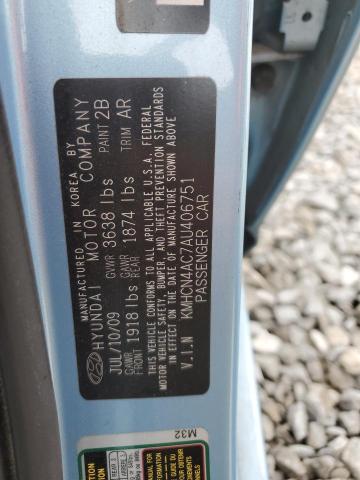 MANUFACTURED IN KOREA BY
HYUNDAI MOTOR COMPANY
JUL/10/09 GVWR 3638 lbs PAINT 2B
GAWR FRONT 1918 lbs GAWR REAR 1874 lbs TRIM AR
THIS VEHICLE CONFORMS TO ALL APPLICABLE U.S.A. FEDERAL
MOTOR VEHICLE SAFETY, BUMPER, AND THEFT PREVENTION STANDARDS
IN EFFECT ON THE DATE OF MANUFACTURE SHOWN ABOVE
V.I.N KMHCN4AC7AU406751
PASSENGER CAR
M32